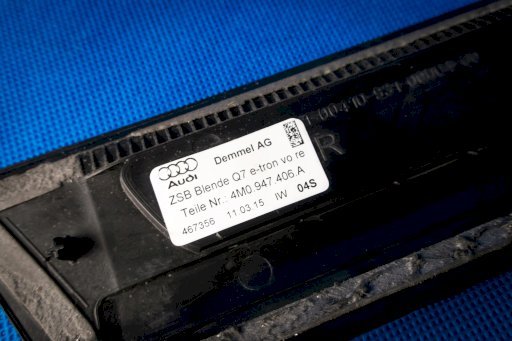 Audi
Demmel AG
ZSB Blende Q7 e-tron vo re
Teile Nr.: 4M0.947.406.A
467356 11.03.15 IW 04S
R